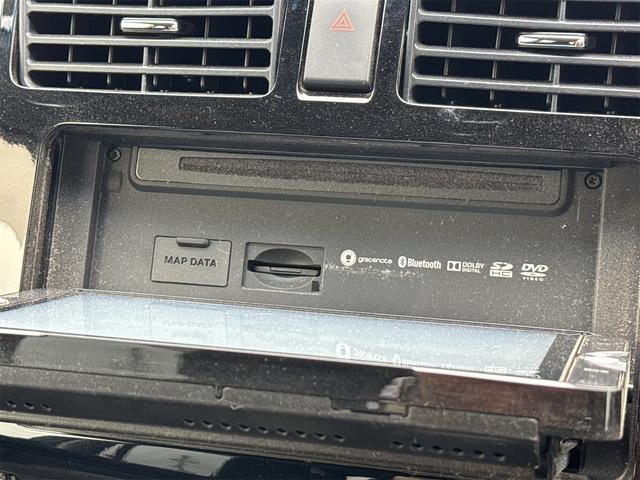 MAP DATA
gracenote Bluetooth DOLBY DIGITAL SD HC DVD VIDEO